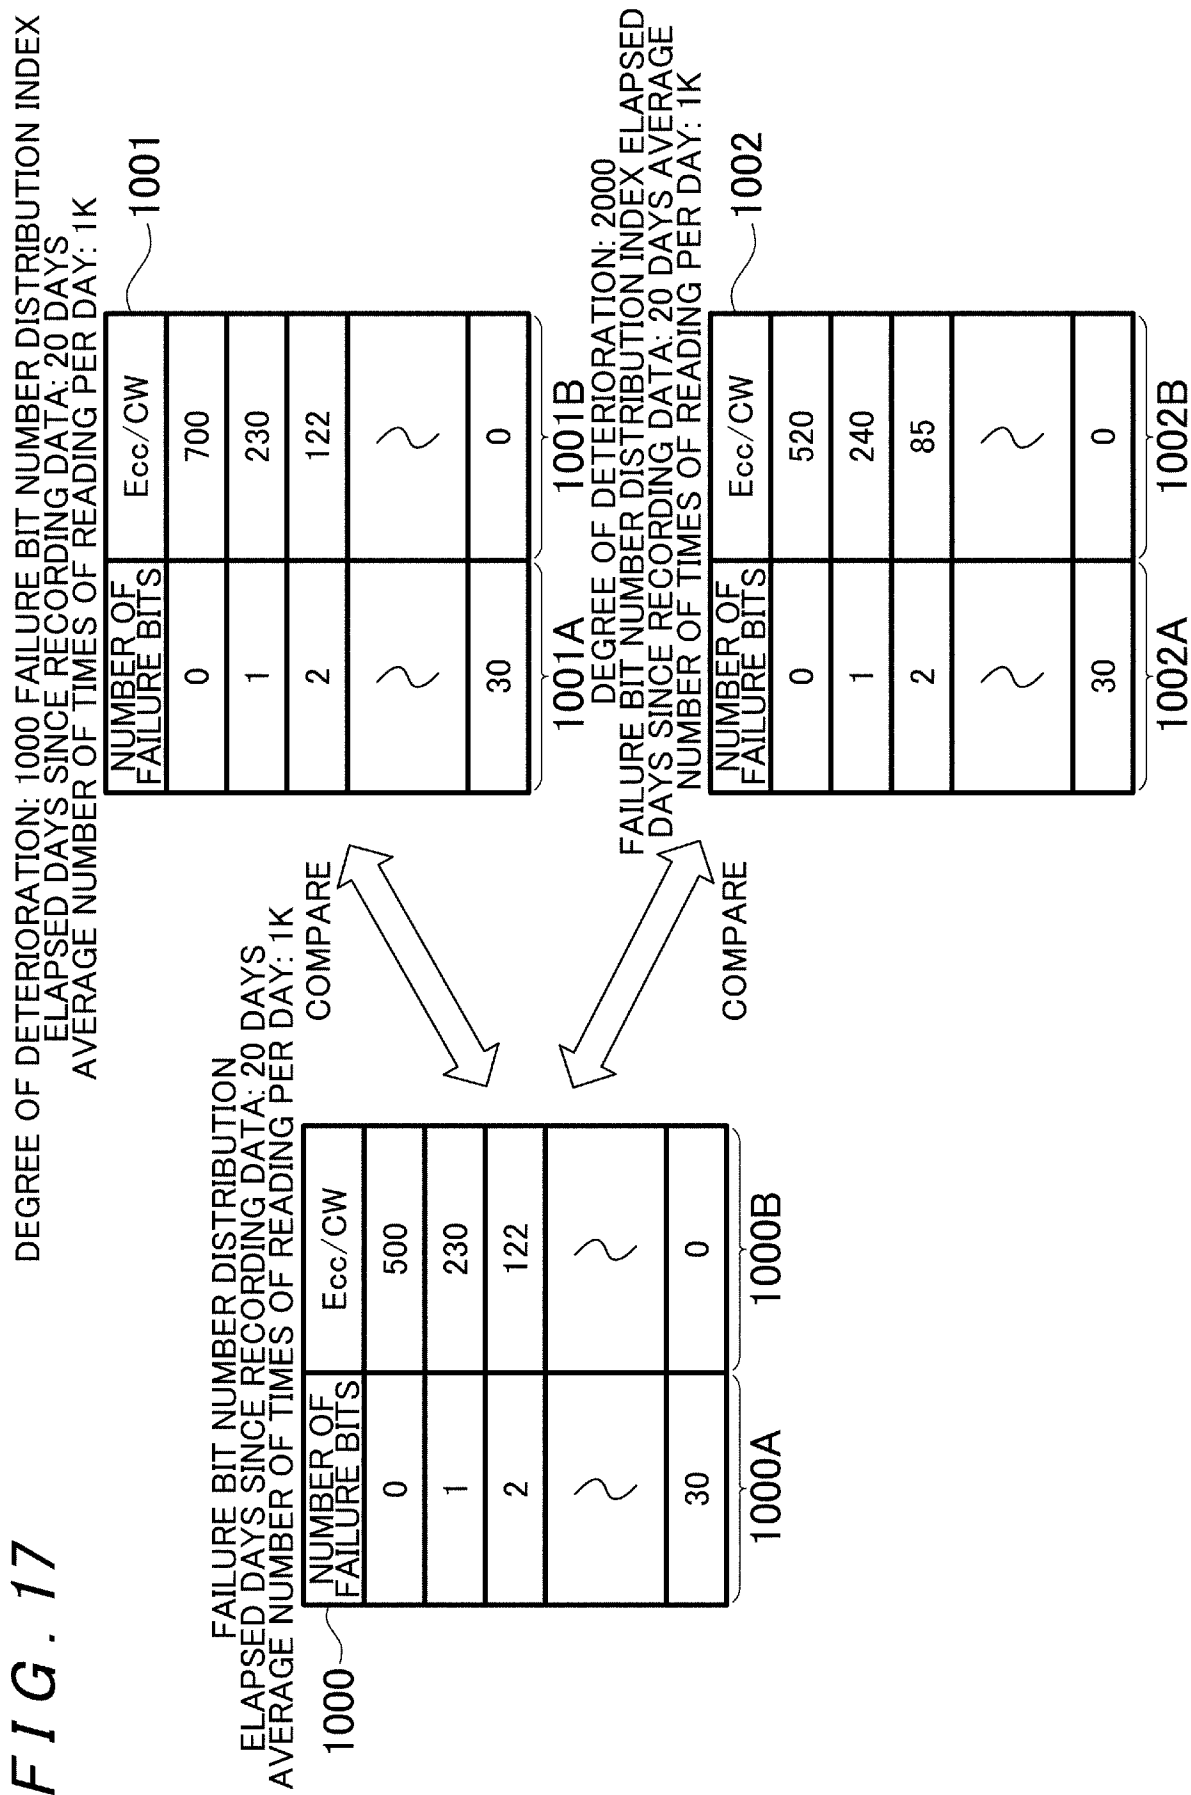 FIG. 17
FAILURE BIT NUMBER DISTRIBUTION
ELAPSED DAYS SINCE RECORDING DATA: 20 DAYS
AVERAGE NUMBER OF TIMES OF READING PER DAY: 1K
1000
NUMBER OF FAILURE BITS Ecc/CW
0 500
1 230
2 122
30 0
1000A 1000B
COMPARE
COMPARE
DEGREE OF DETERIORATION: 1000 FAILURE BIT NUMBER DISTRIBUTION INDEX
ELAPSED DAYS SINCE RECORDING DATA: 20 DAYS
AVERAGE NUMBER OF TIMES OF READING PER DAY: 1K
1001
NUMBER OF FAILURE BITS Ecc/CW
0 700
1 230
2 122
30 0
1001A 1001B
DEGREE OF DETERIORATION: 2000
FAILURE BIT NUMBER DISTRIBUTION INDEX ELAPSED
DAYS SINCE RECORDING DATA: 20 DAYS AVERAGE
NUMBER OF TIMES OF READING PER DAY: 1K
1002
NUMBER OF FAILURE BITS Ecc/CW
0 520
1 240
2 85
30 0
1002A 1002B